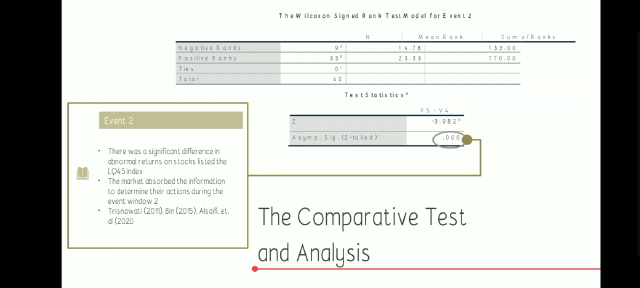 The Wilcoxon Signed Rank Test Model for Event 2
N Mean Rank Sum of Ranks
Negative Ranks 9ᵃ 14.78 133.00
Positive Ranks 33ᵇ 23.33 770.00
Ties 0ᶜ
Total 42
Test Statisticsᵃ
V5 - V4
Z -3.982ᵇ
Asymp. Sig. (2-tailed) .000
Event 2
• There was a significant difference in
abnormal returns on stocks listed the
LQ45 index
• The market absorbed the information
to determine their actions during the
event window 2
• Trisnawati (2011), Bin (2015), Alsaifi, et.
al (2020
The Comparative Test
and Analysis